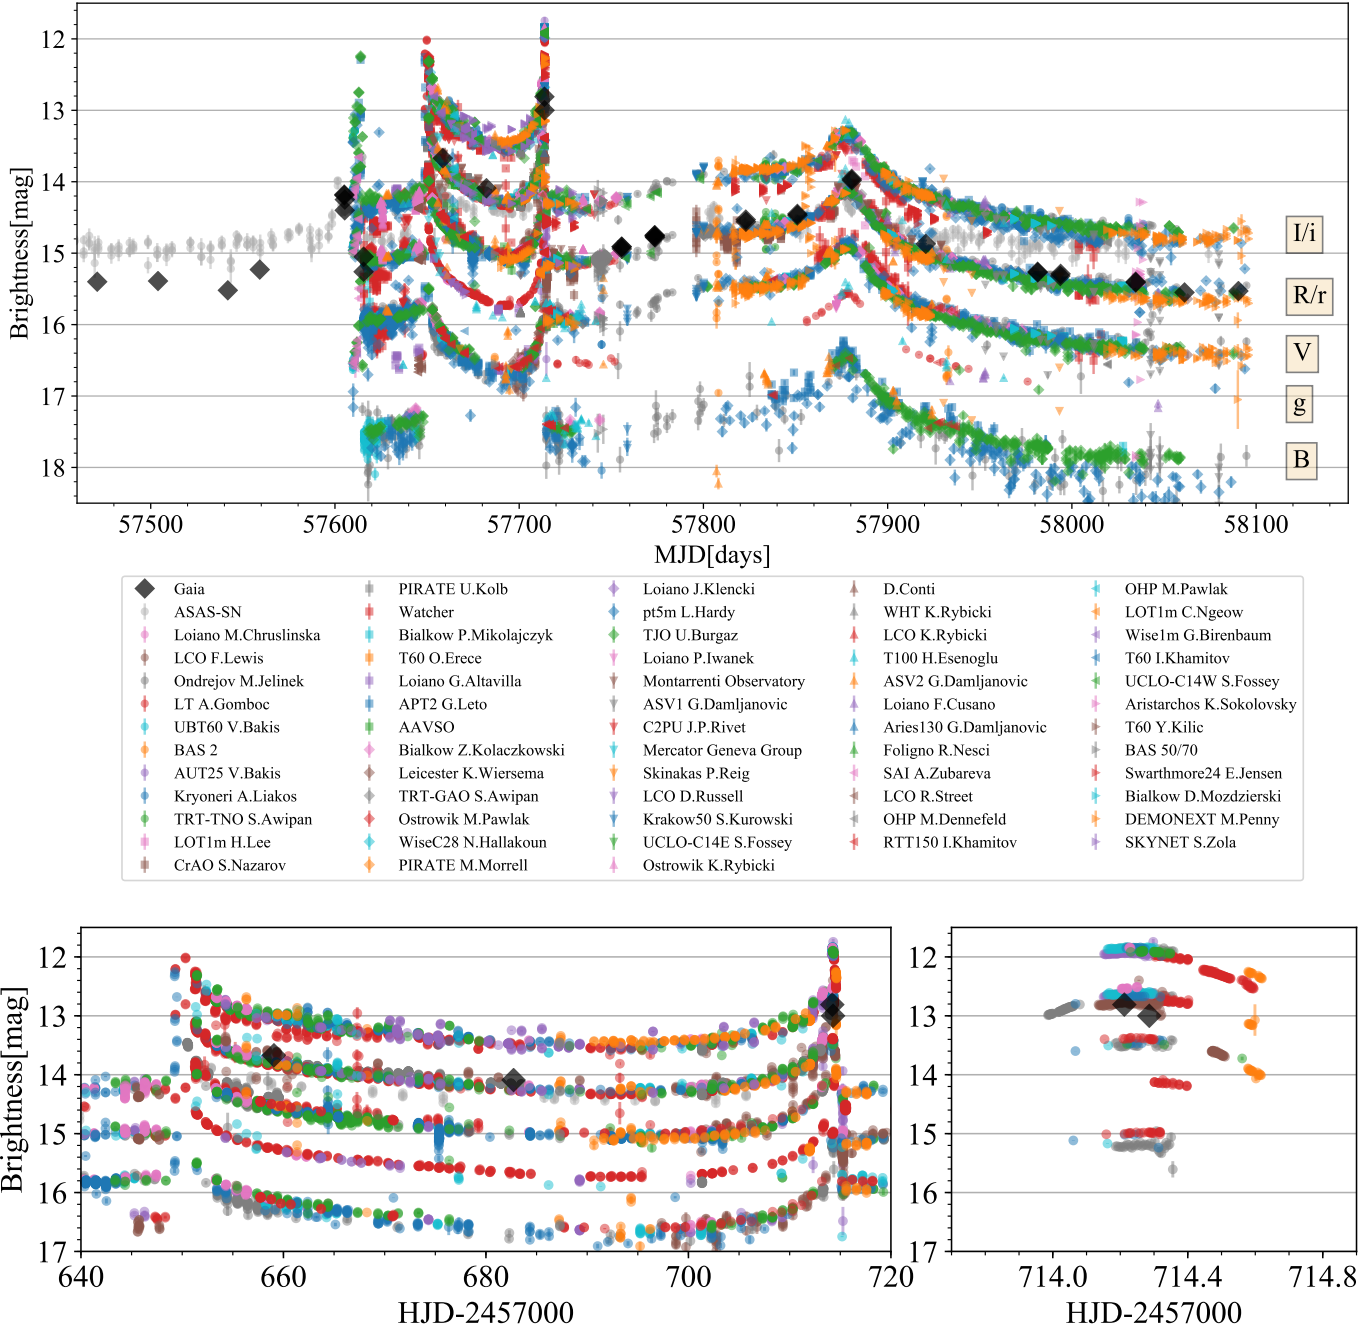 12
13
14
15
16
17
18
Brightness[mag]
I/i
R/r
V
g
B
57500 57600 57700 57800 57900 58000 58100
MJD[days]
Gaia
ASAS-SN
Loiano M.Chruslinska
LCO F.Lewis
Ondrejov M.Jelinek
LT A.Gomboc
UBT60 V.Bakis
BAS 2
AUT25 V.Bakis
Kryoneri A.Liakos
TRT-TNO S.Awipan
LOT1m H.Lee
CrAO S.Nazarov
PIRATE U.Kolb
Watcher
Bialkow P.Mikolajczyk
T60 O.Erece
Loiano G.Altavilla
APT2 G.Leto
AAVSO
Bialkow Z.Kolaczkowski
Leicester K.Wiersema
TRT-GAO S.Awipan
Ostrowik M.Pawlak
WiseC28 N.Hallakoun
PIRATE M.Morrell
Loiano J.Klencki
pt5m L.Hardy
TJO U.Burgaz
Loiano P.Iwanek
Montarrenti Observatory
ASV1 G.Damljanovic
C2PU J.P.Rivet
Mercator Geneva Group
Skinakas P.Reig
LCO D.Russell
Krakow50 S.Kurowski
UCLO-C14E S.Fossey
Ostrowik K.Rybicki
D.Conti
WHT K.Rybicki
LCO K.Rybicki
T100 H.Esenoglu
ASV2 G.Damljanovic
Loiano F.Cusano
Aries130 G.Damljanovic
Foligno R.Nesci
SAI A.Zubareva
LCO R.Street
OHP M.Dennefeld
RTT150 I.Khamitov
OHP M.Pawlak
LOT1m C.Ngeow
Wise1m G.Birenbaum
T60 I.Khamitov
UCLO-C14W S.Fossey
Aristarchos K.Sokolovsky
T60 Y.Kilic
BAS 50/70
Swarthmore24 E.Jensen
Bialkow D.Mozdzierski
DEMONEXT M.Penny
SKYNET S.Zola
12
13
14
15
16
17
Brightness[mag]
640 660 680 700 720
HJD-2457000
12
13
14
15
16
17
714.0 714.4 714.8
HJD-2457000